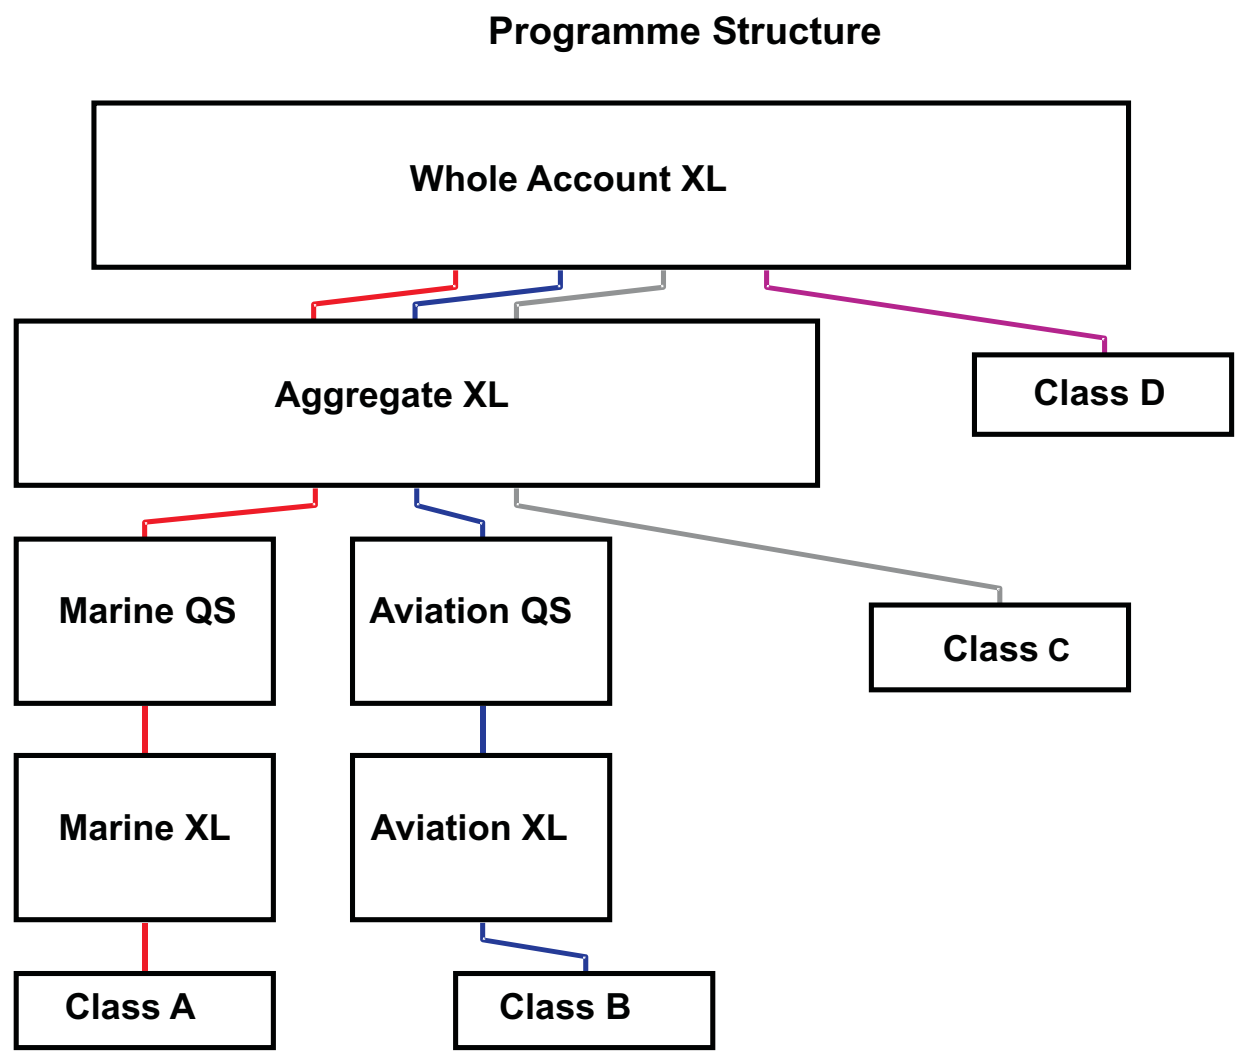 Programme Structure
Whole Account XL
Aggregate XL
Class D
Marine QS
Aviation QS
Class C
Marine XL
Aviation XL
Class A
Class B